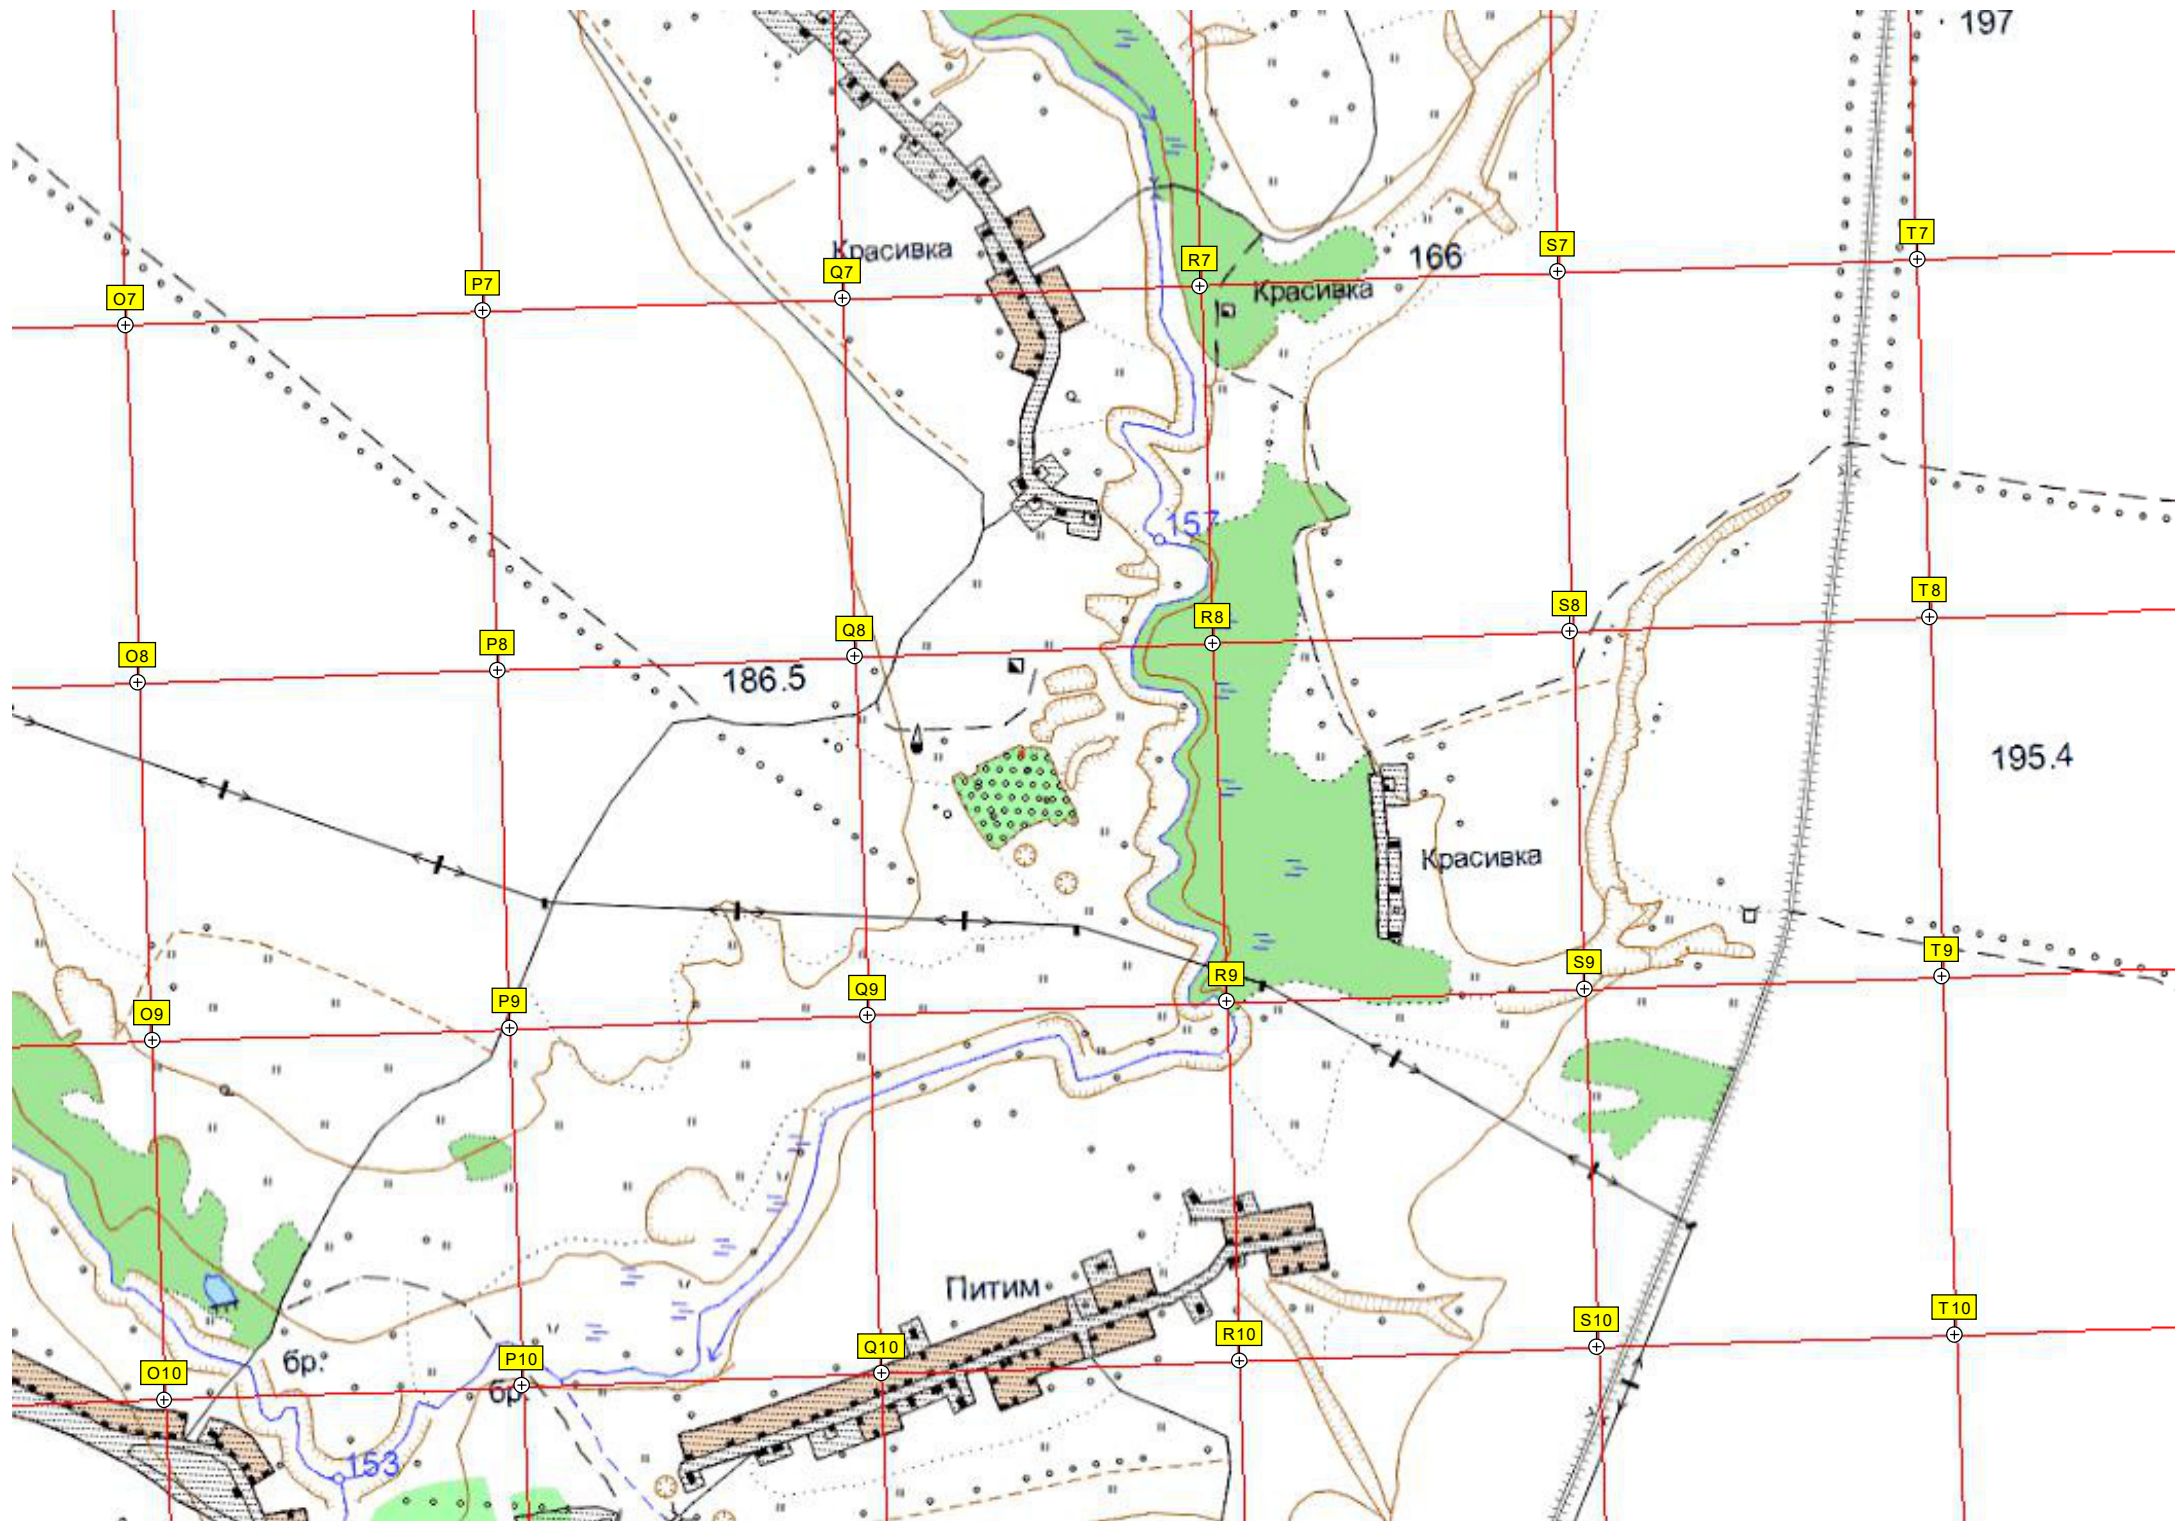 197
Красивка
166
T7
S7
R7
Q7
P7
O7
Красивка
157
T8
S8
R8
Q8
P8
O8
186.5
195.4
Красивка
T9
S9
R9
Q9
P9
O9
Питим
T10
S10
R10
Q10
P10
O10
бр.
бр.
153